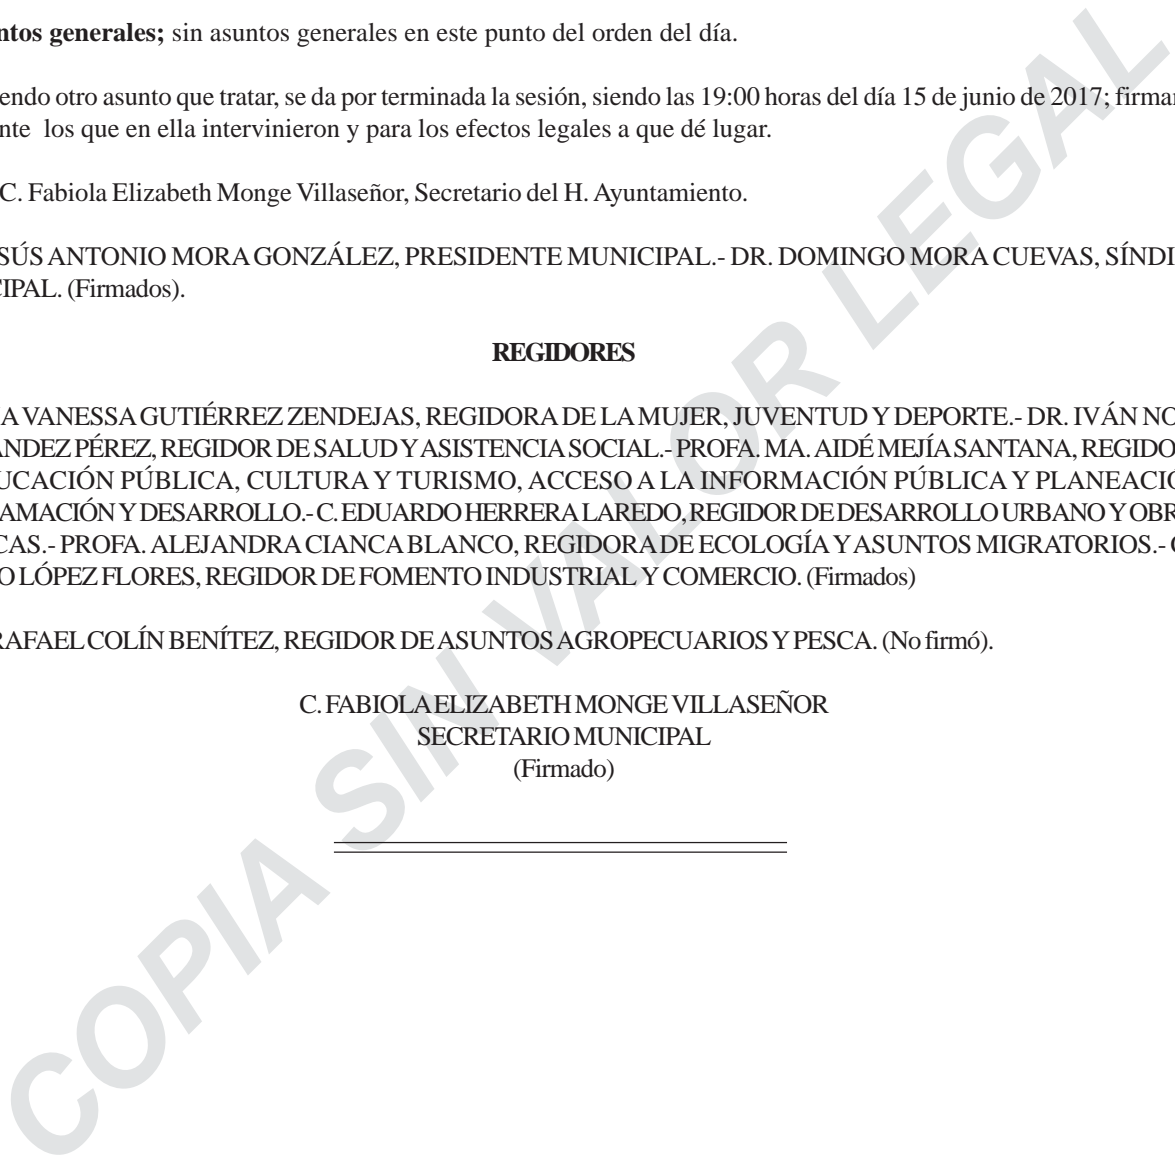 ntos generales; sin asuntos generales en este punto del orden del día.
endo otro asunto que tratar, se da por terminada la sesión, siendo las 19:00 horas del día 15 de junio de 2017; firmar
nte los que en ella intervinieron y para los efectos legales a que dé lugar.
C. Fabiola Elizabeth Monge Villaseñor, Secretario del H. Ayuntamiento.
SÚS ANTONIO MORA GONZÁLEZ, PRESIDENTE MUNICIPAL.- DR. DOMINGO MORA CUEVAS, SÍNDI
CIPAL. (Firmados).
REGIDORES
A VANESSA GUTIÉRREZ ZENDEJAS, REGIDORA DE LA MUJER, JUVENTUD Y DEPORTE.- DR. IVÁN NO
ANDEZ PÉREZ, REGIDOR DE SALUD Y ASISTENCIA SOCIAL.- PROFA. MA. AIDÉ MEJÍA SANTANA, REGIDO
UCACIÓN PÚBLICA, CULTURA Y TURISMO, ACCESO A LA INFORMACIÓN PÚBLICA Y PLANEACIÓ
AMACIÓN Y DESARROLLO.- C. EDUARDO HERRERA LAREDO, REGIDOR DE DESARROLLO URBANO Y OBR
CAS.- PROFA. ALEJANDRA CIANCA BLANCO, REGIDORA DE ECOLOGÍA Y ASUNTOS MIGRATORIOS.- C
O LÓPEZ FLORES, REGIDOR DE FOMENTO INDUSTRIAL Y COMERCIO. (Firmados)
RAFAEL COLÍN BENÍTEZ, REGIDOR DE ASUNTOS AGROPECUARIOS Y PESCA. (No firmó).
C. FABIOLA ELIZABETH MONGE VILLASEÑOR
SECRETARIO MUNICIPAL
(Firmado)
COPIA SIN VALOR LEGAL